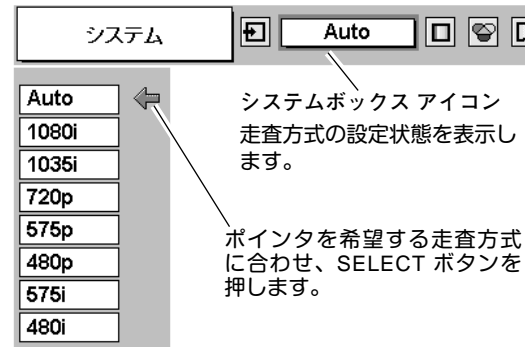 システム
Auto
システムボックス アイコン
走査方式の設定状態を表示し
ます。
Auto
1080i
1035i
720p
575p
480p
575i
480i
ポインタを希望する走査方式
に合わせ、SELECT ボタンを
押します。